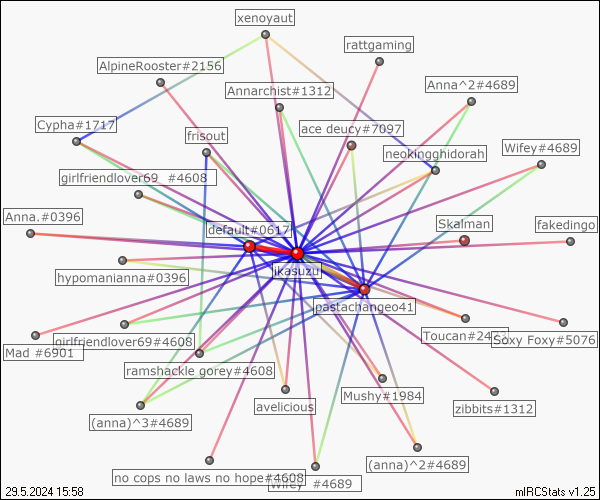 xenoyaut
rattgaming
AlpineRooster#2156
Anna^2#4689
Annarchist#1312
Cypha#1717
ace deucy#7097
frisout
neokingghidorah
Wifey#4689
girlfriendlover69 #4608
Anna.#0396
default#0617
Skalman
fakedingo
hypomanianna#0396
ikasuzu
pastachangeo41
Mad #6901
girlfriendlover69#4608
Soxy Foxy#5076
ramshackle gorey#4608
Mushy#1984
avelicious
zibbits#1312
(anna)^3#4689
(anna)^2#4689
no cops no laws no hope#4608
Wifey #4689
29.5.2024 15:58
mIRCStats v1.25